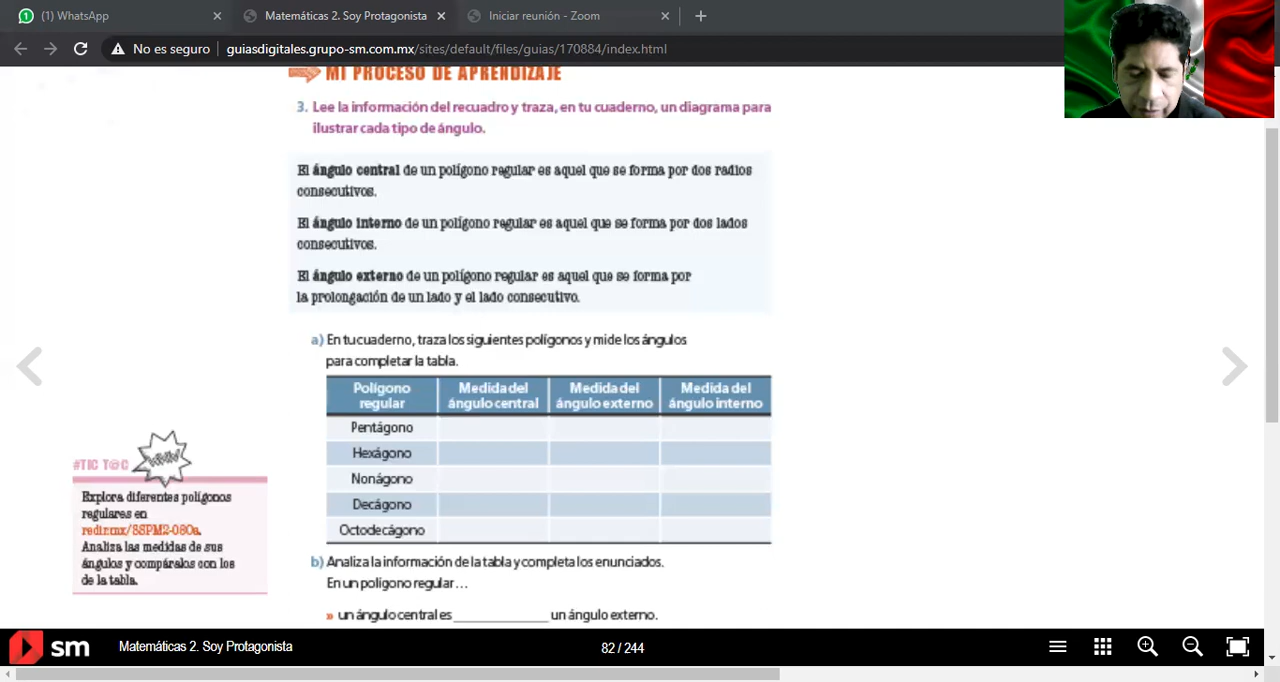 (1) WhatsApp
Matemáticas 2. Soy Protagonista
Iniciar reunión - Zoom
No es seguro
guiasdigitales.grupo-sm.com.mx/sites/default/files/guias/170884/index.html
MI PROCESO DE APRENDIZAJE
3. Lee la información del recuadro y traza, en tu cuaderno, un diagrama para
ilustrar cada tipo de ángulo.
El ángulo central de un polígono regular es aquel que se forma por dos radios
consecutivos.
El ángulo interno de un polígono regular es aquel que se forma por dos lados
consecutivos.
El ángulo externo de un polígono regular es aquel que se forma por
la prolongación de un lado y el lado consecutivo.
a) En tu cuaderno, traza los siguientes polígonos y mide los ángulos
para completar la tabla.
Polígono regular
Medida del ángulo central
Medida del ángulo externo
Medida del ángulo interno
Pentágono
Hexágono
Nonágono
Decágono
Octodecágono
#TIC T@C
WWW
Explora diferentes polígonos
regulares en
redir.mx/SSPM2-080a.
Analiza las medidas de sus
ángulos y compáralos con los
de la tabla.
b) Analiza la información de la tabla y completa los enunciados.
En un polígono regular...
» un ángulo central es ____________ un ángulo externo.
sm
Matemáticas 2. Soy Protagonista
82 / 244